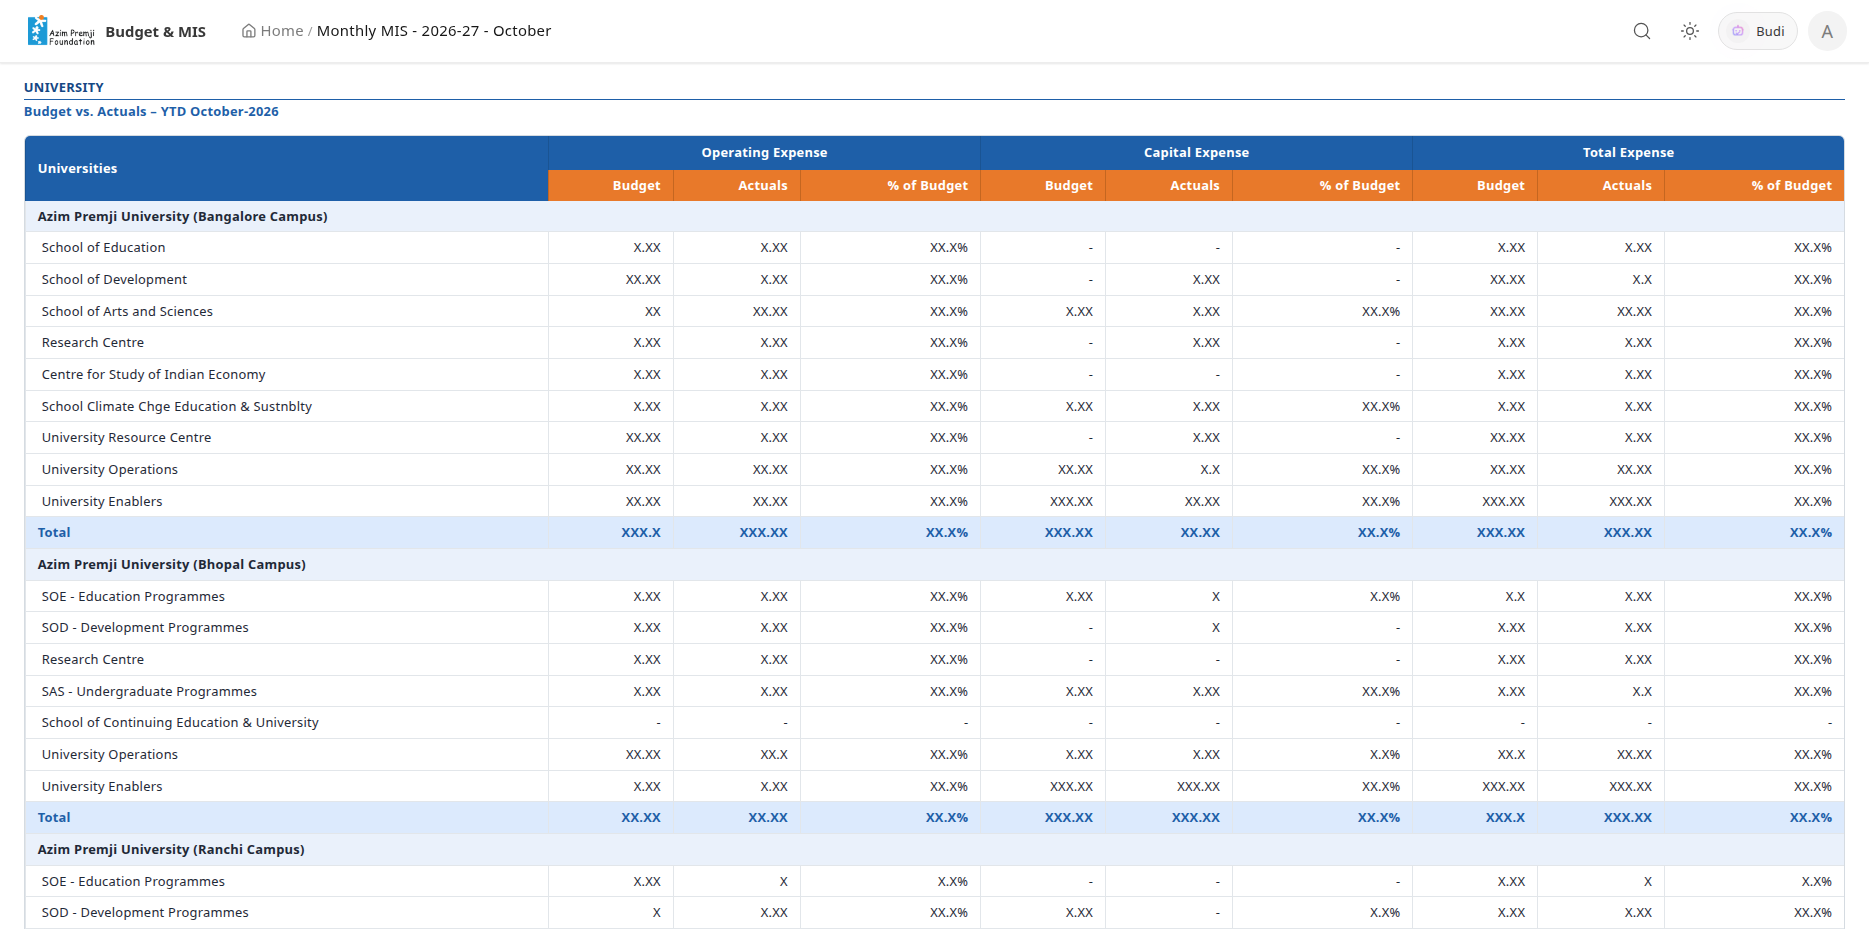 Azim Premji
Foundation
Budget & MIS
Home / Monthly MIS - 2026-27 - October
Budi
A
UNIVERSITY
Budget vs. Actuals – YTD October-2026
Universities Operating Expense Capital Expense Total Expense
Budget Actuals % of Budget Budget Actuals % of Budget Budget Actuals % of Budget
Azim Premji University (Bangalore Campus)
School of Education X.XX X.XX XX.X% - - - X.XX X.XX XX.X%
School of Development XX.XX X.XX XX.X% - X.XX - XX.XX X.X XX.X%
School of Arts and Sciences XX XX.XX XX.X% X.XX X.XX XX.X% XX.XX XX.XX XX.X%
Research Centre X.XX X.XX XX.X% - X.XX - X.XX X.XX XX.X%
Centre for Study of Indian Economy X.XX X.XX XX.X% - - - X.XX X.XX XX.X%
School Climate Chge Education & Sustnblty X.XX X.XX XX.X% X.XX X.XX XX.X% X.XX X.XX XX.X%
University Resource Centre XX.XX X.XX XX.X% - X.XX - XX.XX X.XX XX.X%
University Operations XX.XX XX.XX XX.X% XX.XX X.X XX.X% XX.XX XX.XX XX.X%
University Enablers XX.XX XX.XX XX.X% XXX.XX XX.XX XX.X% XXX.XX XXX.XX XX.X%
Total XXX.X XXX.XX XX.X% XXX.XX XX.XX XX.X% XXX.XX XXX.XX XX.X%
Azim Premji University (Bhopal Campus)
SOE - Education Programmes X.XX X.XX XX.X% X.XX X X.X% X.X X.XX XX.X%
SOD - Development Programmes X.XX X.XX XX.X% - X - X.XX X.XX XX.X%
Research Centre X.XX X.XX XX.X% - - - X.XX X.XX XX.X%
SAS - Undergraduate Programmes X.XX X.XX XX.X% X.XX X.XX XX.X% X.XX X.X XX.X%
School of Continuing Education & University - - - - - - - - -
University Operations XX.XX XX.X XX.X% X.XX X.XX X.X% XX.X XX.XX XX.X%
University Enablers X.XX X.XX XX.X% XXX.XX XXX.XX XX.X% XXX.XX XXX.XX XX.X%
Total XX.XX XX.XX XX.X% XXX.XX XXX.XX XX.X% XXX.X XXX.XX XX.X%
Azim Premji University (Ranchi Campus)
SOE - Education Programmes X.XX X X.X% - - - X.XX X X.X%
SOD - Development Programmes X X.XX XX.X% X.XX - X.X% X.XX X.XX XX.X%